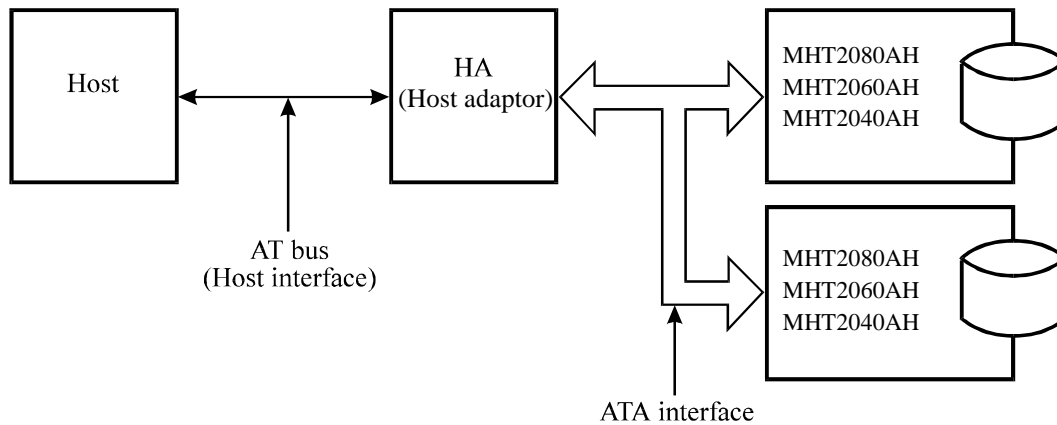 Host
HA
(Host adaptor)
MHT2080AH
MHT2060AH
MHT2040AH
AT bus
(Host interface)
MHT2080AH
MHT2060AH
MHT2040AH
ATA interface